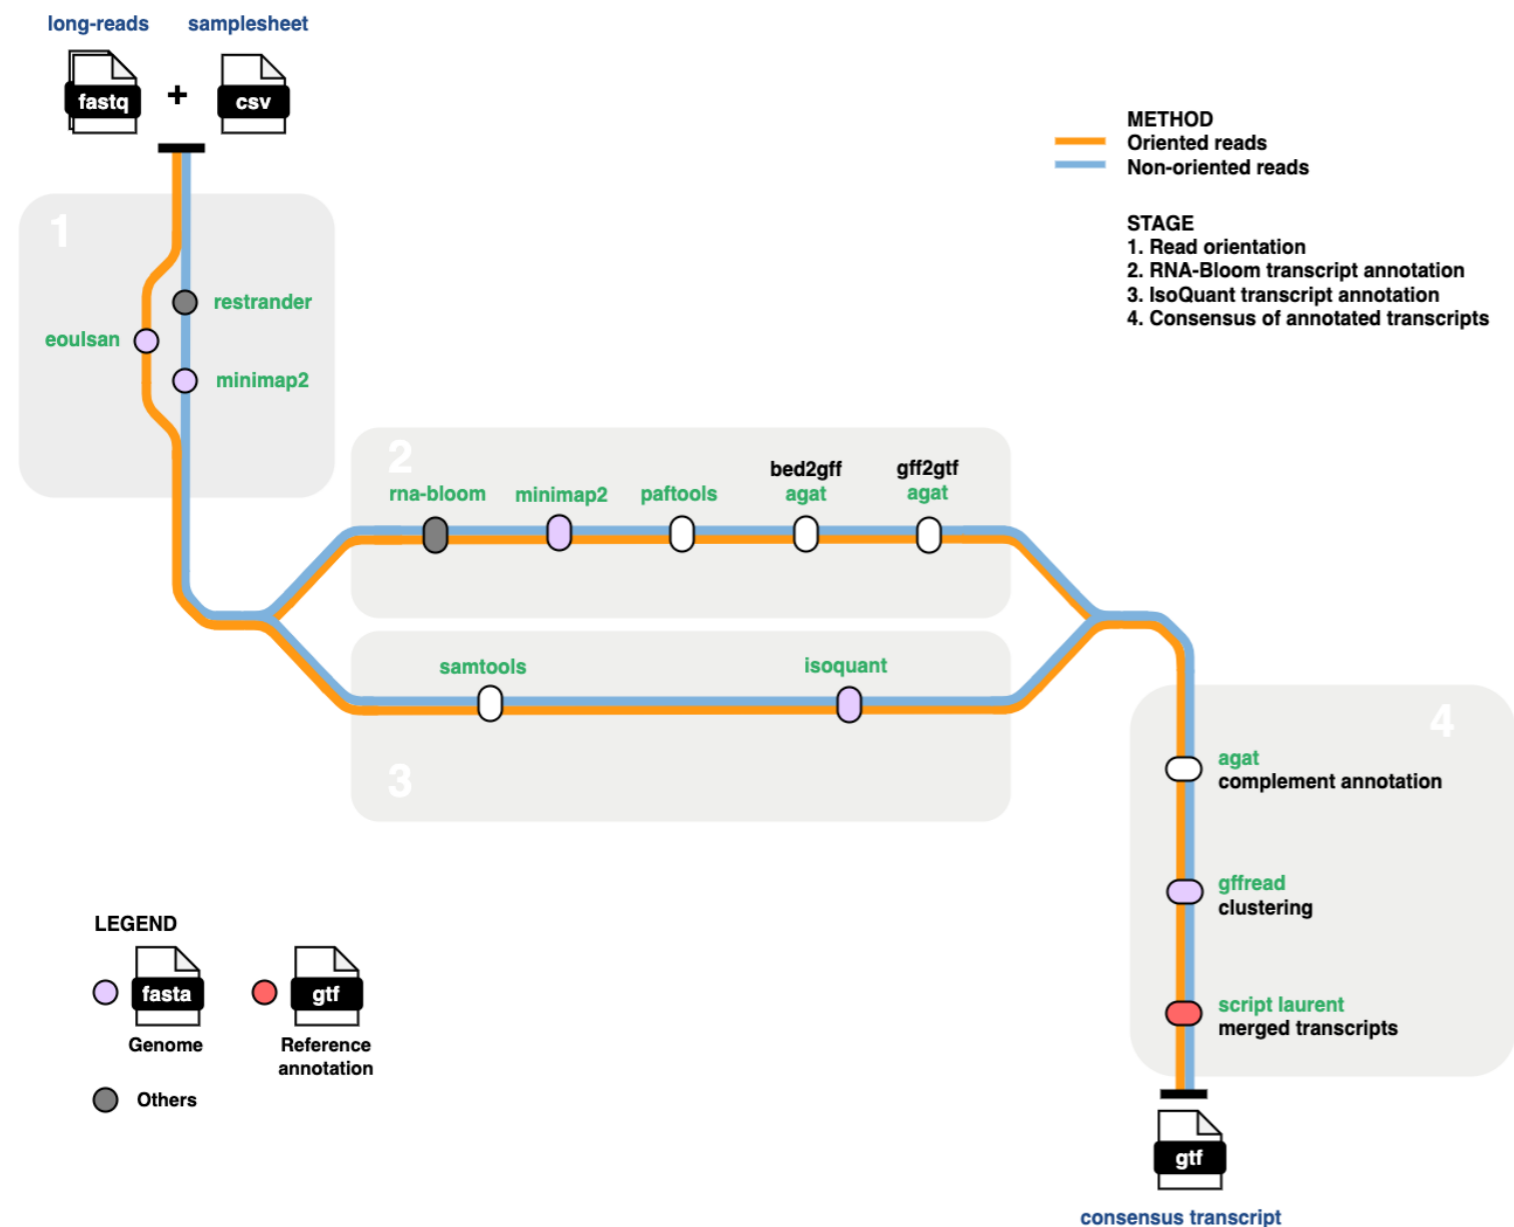 long-reads
samplesheet
fastq
+
csv
METHOD
Oriented reads
Non-oriented reads
STAGE
1. Read orientation
2. RNA-Bloom transcript annotation
3. IsoQuant transcript annotation
4. Consensus of annotated transcripts
1
restrander
eoulsan
minimap2
2
bed2gff
gff2gtf
rna-bloom
minimap2
paftools
agat
agat
samtools
isoquant
3
4
agat
complement annotation
gffread
clustering
script laurent
merged transcripts
LEGEND
fasta
gtf
Genome
Reference
annotation
Others
gtf
consensus transcript